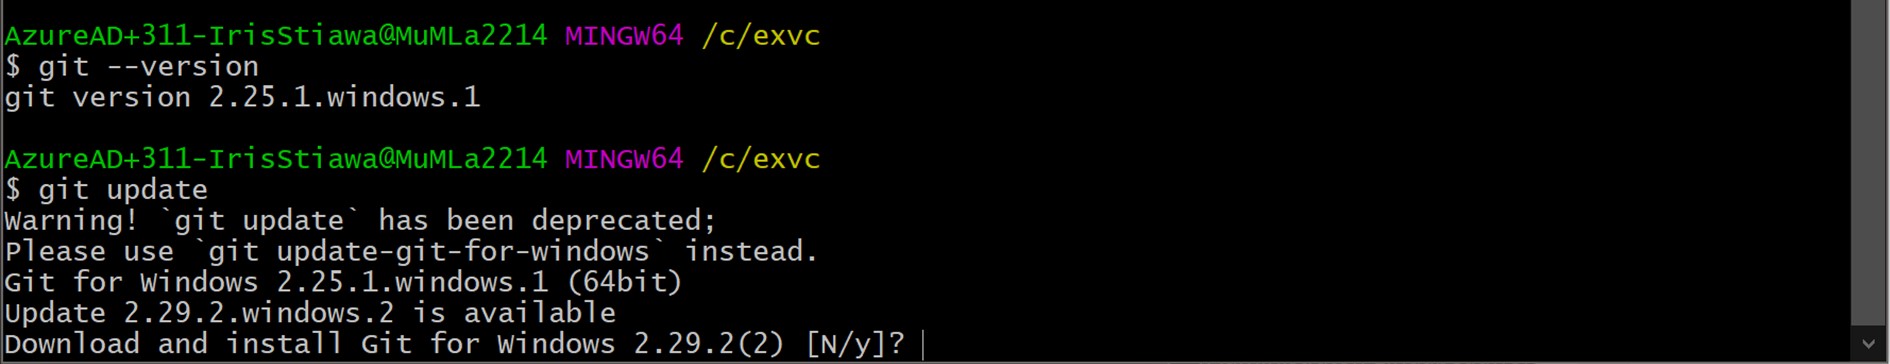 AzureAD+311-IrisStiawa@MuMLa2214 MINGW64 /c/exvc
$ git --version
git version 2.25.1.windows.1
AzureAD+311-IrisStiawa@MuMLa2214 MINGW64 /c/exvc
$ git update
Warning! `git update` has been deprecated;
Please use `git update-git-for-windows` instead.
Git for Windows 2.25.1.windows.1 (64bit)
Update 2.29.2.windows.2 is available
Download and install Git for Windows 2.29.2(2) [N/y]?